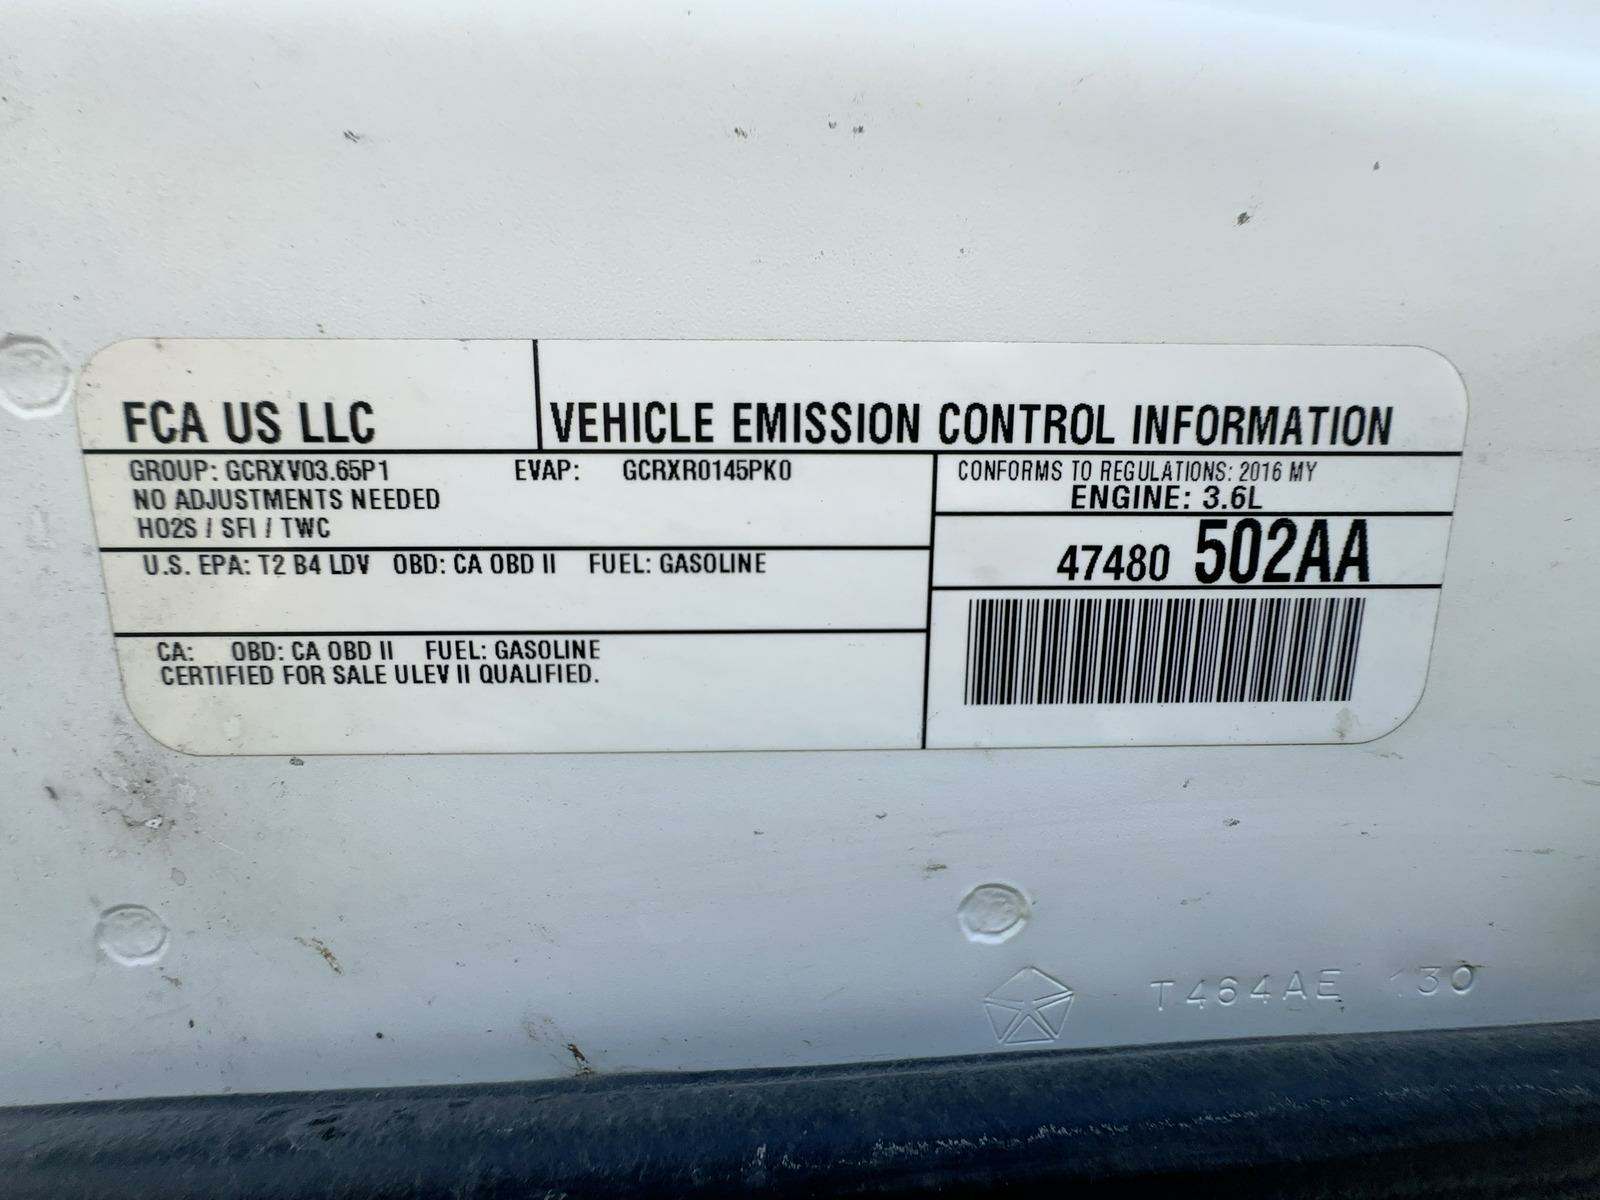 FCA US LLC
VEHICLE EMISSION CONTROL INFORMATION
GROUP: GCRXV03.65P1 EVAP: GCRXR0145PK0
NO ADJUSTMENTS NEEDED
HO2S / SFI / TWC
CONFORMS TO REGULATIONS: 2016 MY
ENGINE: 3.6L
47480 502AA
U.S. EPA: T2 B4 LDV OBD: CA OBD II FUEL: GASOLINE
CA: OBD: CA OBD II FUEL: GASOLINE
CERTIFIED FOR SALE ULEV II QUALIFIED.
T464AE